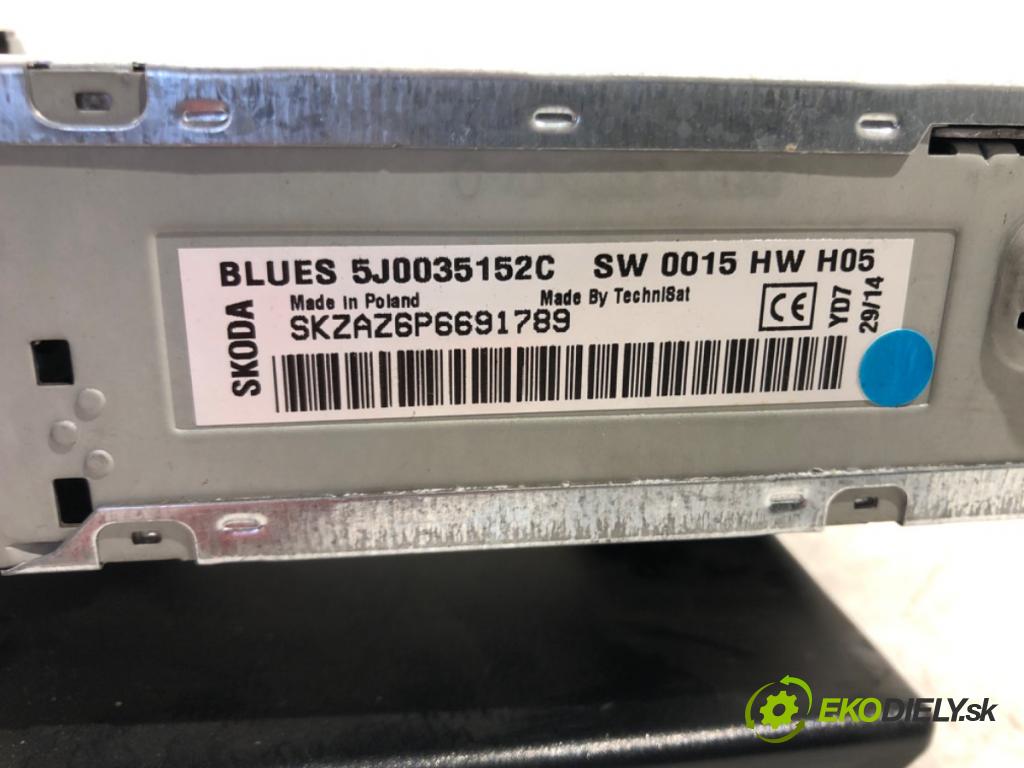 BLUES 5J0035152C SW 0015 HW H05
Made in Poland Made By TechniSat
SKZAZ6P6691789
SKODA
CE
YD7
29/14
EKODIELY.sk